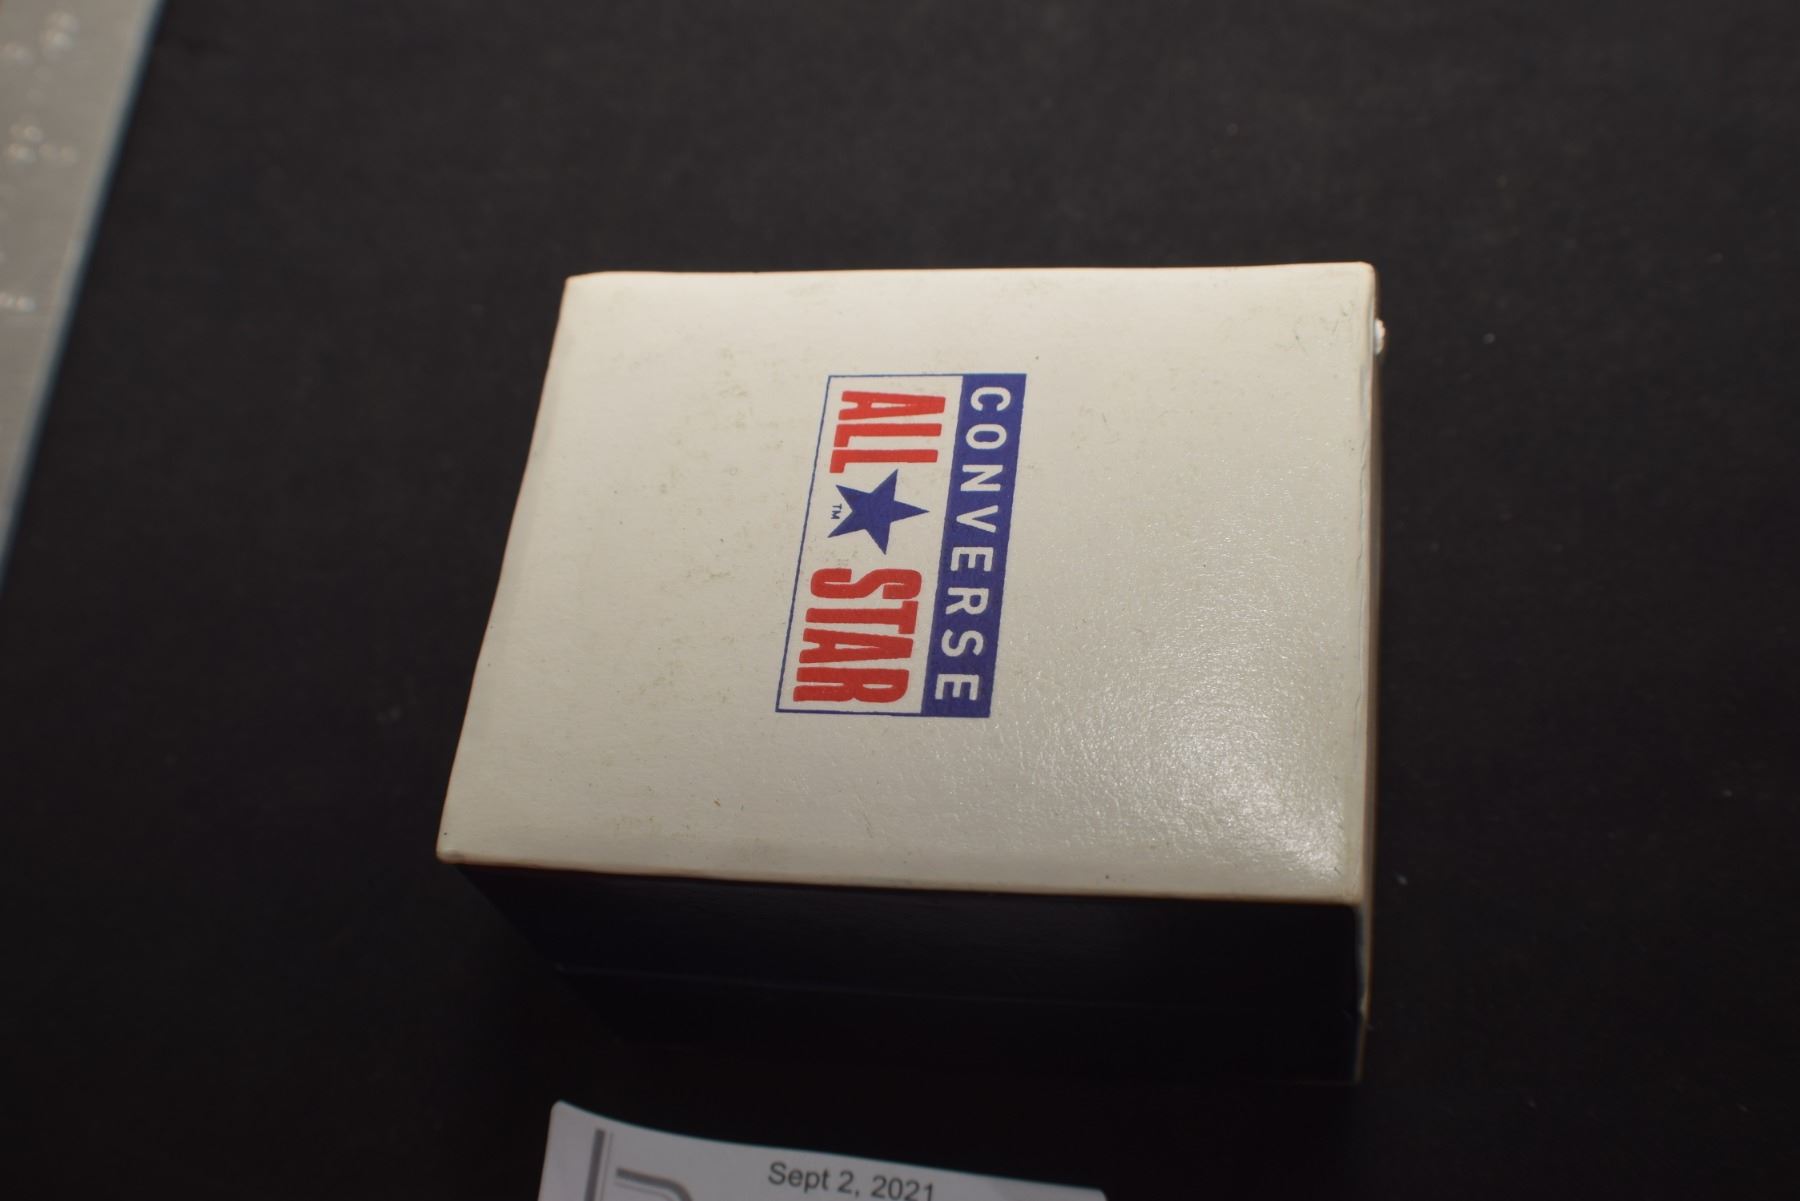 CONVERSE
ALL STAR
TM
Sept 2, 2021